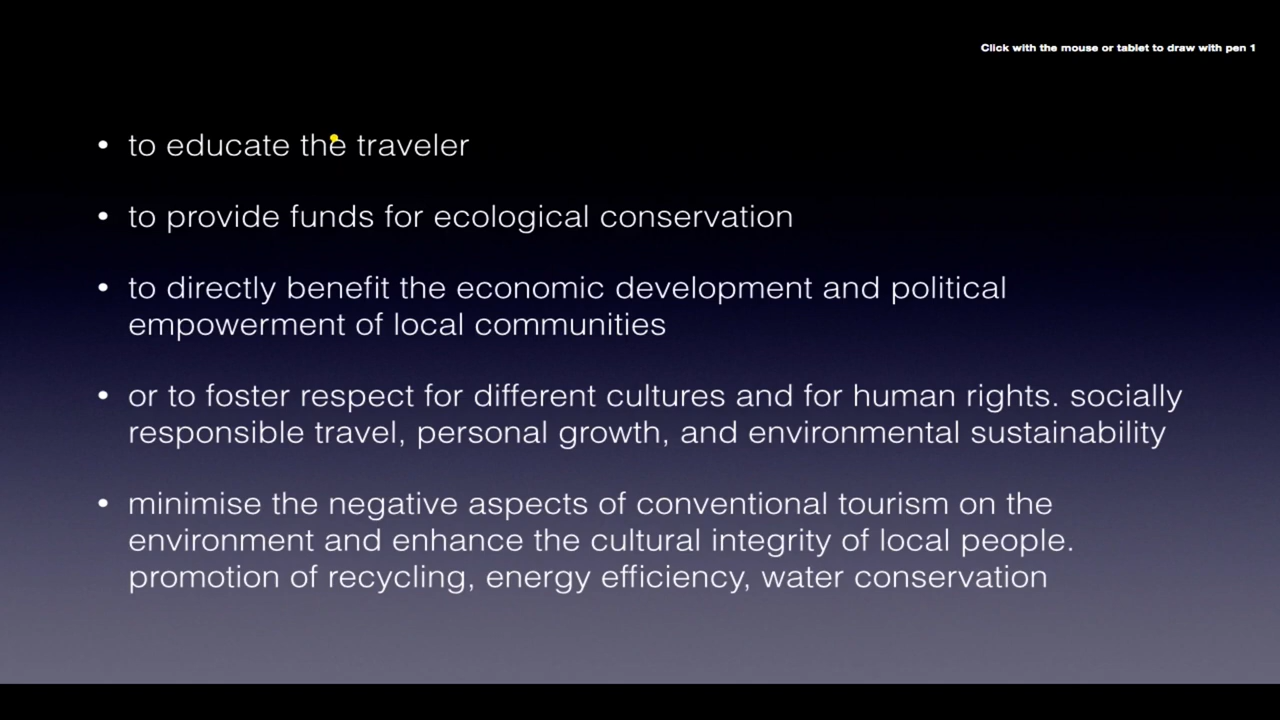 Click with the mouse or tablet to draw with pen 1
• to educate the traveler
• to provide funds for ecological conservation
• to directly benefit the economic development and political
empowerment of local communities
• or to foster respect for different cultures and for human rights. socially
responsible travel, personal growth, and environmental sustainability
• minimise the negative aspects of conventional tourism on the
environment and enhance the cultural integrity of local people.
promotion of recycling, energy efficiency, water conservation